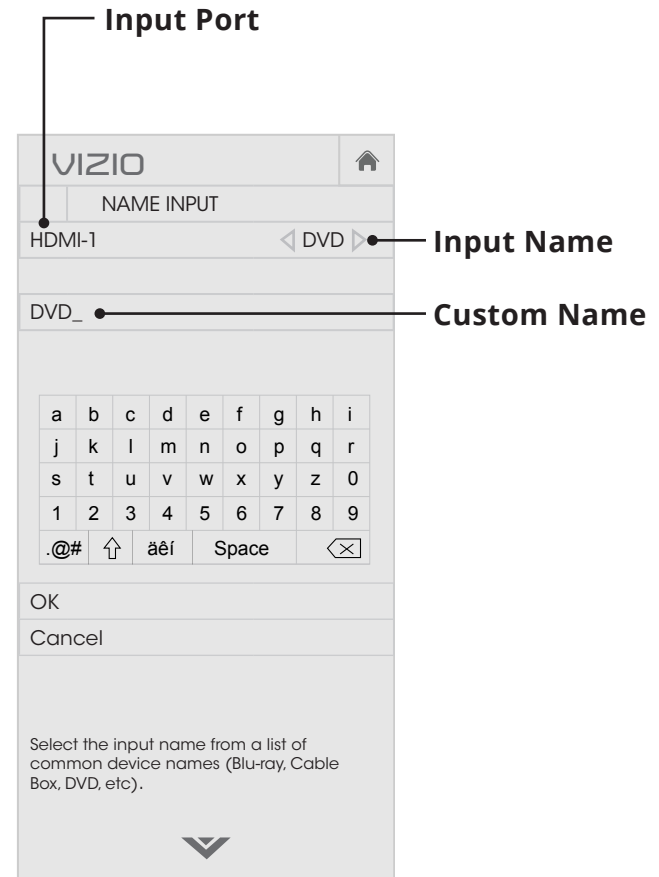 Input Port
VIZIO
NAME INPUT
HDMI-1 DVD Input Name
DVD_ Custom Name
a b c d e f g h i
j k l m n o p q r
s t u v w x y z 0
1 2 3 4 5 6 7 8 9
.@# äêí Space
OK
Cancel
Select the input name from a list of
common device names (Blu-ray, Cable
Box, DVD, etc).